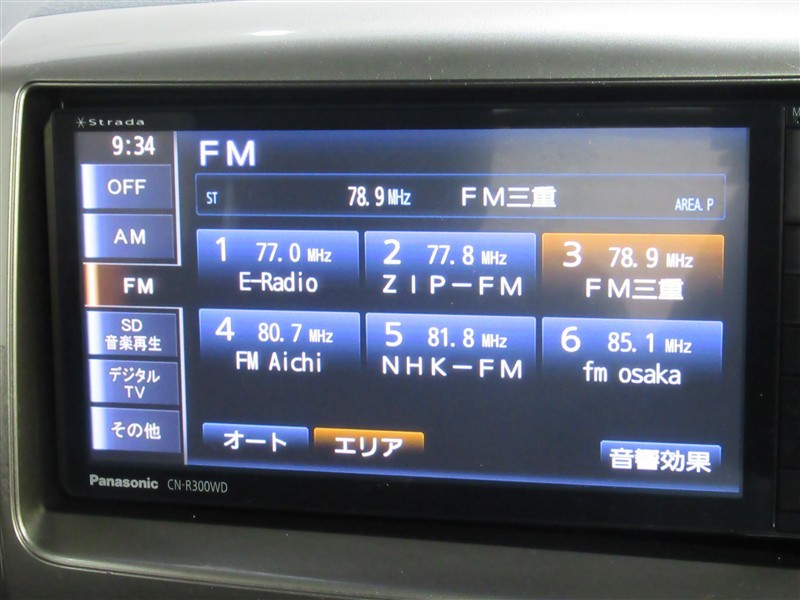 Strada
9:34
OFF
AM
FM
SD
音楽再生
デジタル
TV
その他
FM
ST 78.9 MHz FM三重 AREA.P
1 77.0 MHz
E-Radio
2 77.8 MHz
ZIP-FM
3 78.9 MHz
FM三重
4 80.7 MHz
FM Aichi
5 81.8 MHz
NHK-FM
6 85.1 MHz
fm osaka
オート
エリア
音響効果
Panasonic CN-R300WD